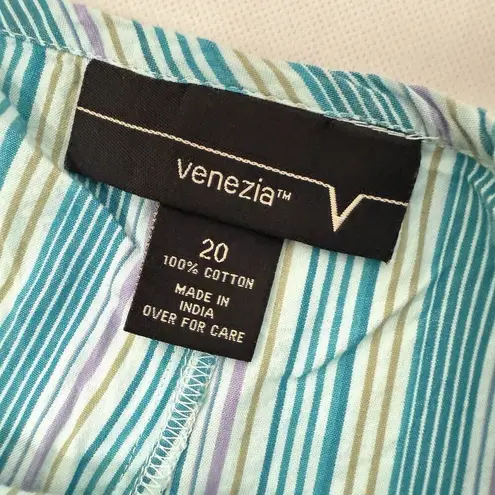 venezia™
20
100% COTTON
MADE IN
INDIA
OVER FOR CARE